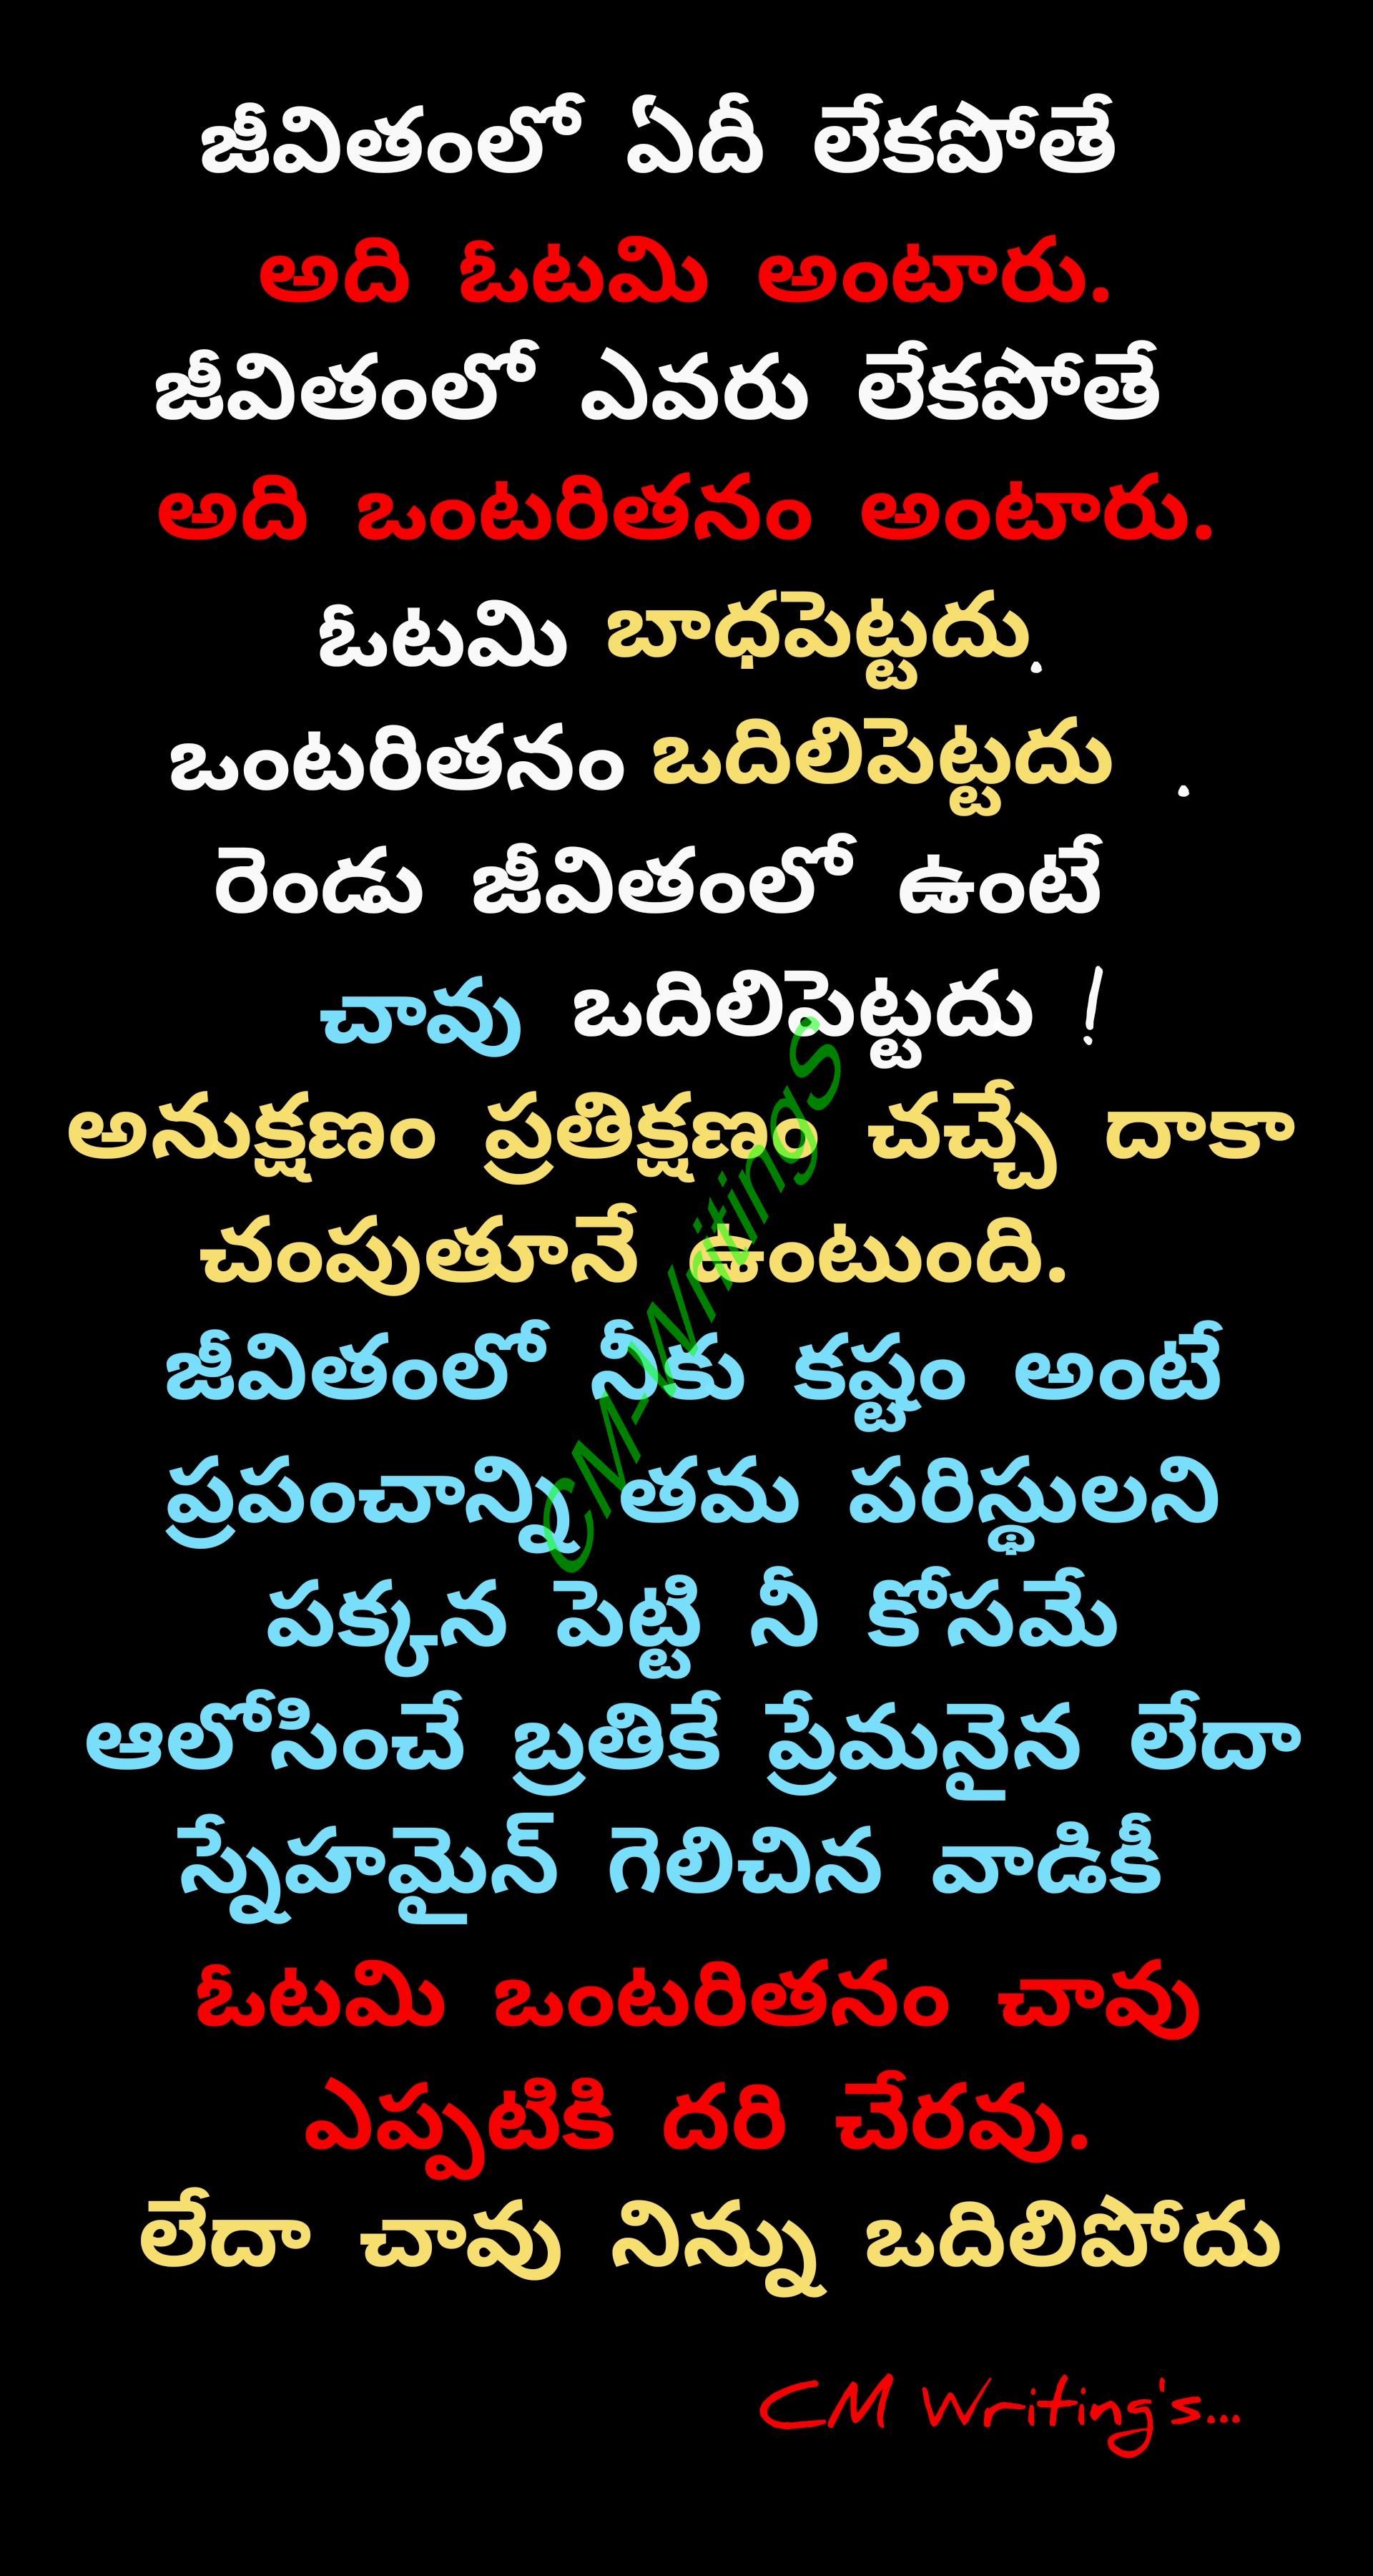 జీవితంలో ఏదీ లేకపోతే
అది ఓటమి అంటారు.
జీవితంలో ఎవరు లేకపోతే
అది ఒంటరితనం అంటారు.
ఓటమి బాధపెట్టదు.
ఒంటరితనం ఒదిలిపెట్టదు .
రెండు జీవితంలో ఉంటే
చావు ఒదిలిపెట్టదు !
అనుక్షణం ప్రతిక్షణం చచ్చే దాకా
చంపుతూనే ఉంటుంది.
జీవితంలో నీకు కష్టం అంటే
ప్రపంచాన్ని తమ పరిస్థులని
పక్కన పెట్టి నీ కోసమే
ఆలోసించే బ్రతికే ప్రేమనైన లేదా
స్నేహమైన్ గెలిచిన వాడికీ
ఓటమి ఒంటరితనం చావు
ఎప్పటికి దరి చేరవు.
లేదా చావు నిన్ను ఒదిలిపోదు
CM Writing's...
CM-Writings